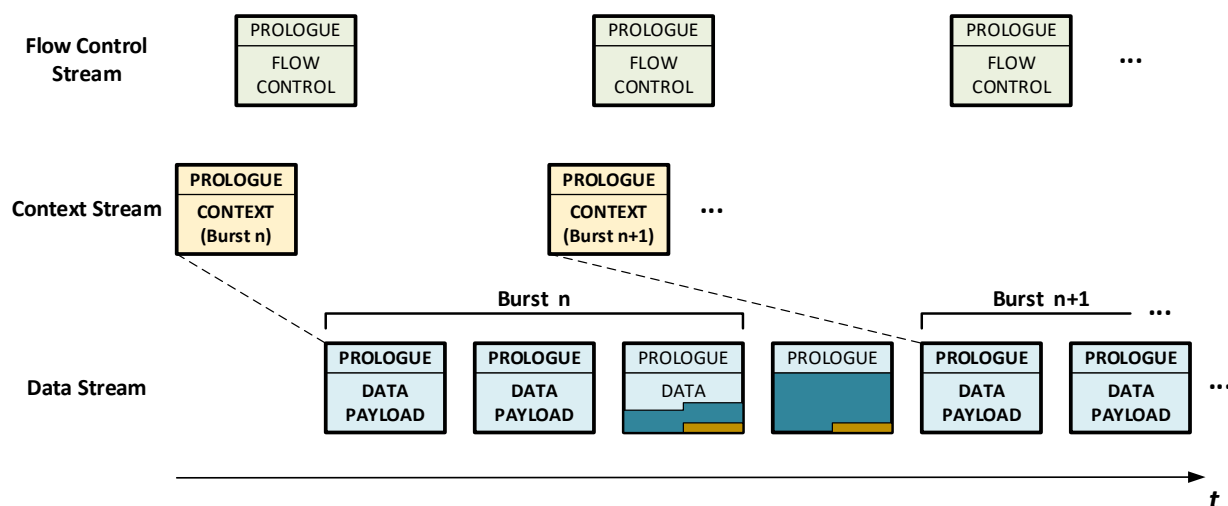 Flow Control
Stream
PROLOGUE
FLOW
CONTROL
PROLOGUE
FLOW
CONTROL
PROLOGUE
FLOW
CONTROL
...
Context Stream
PROLOGUE
CONTEXT
(Burst n)
PROLOGUE
CONTEXT
(Burst n+1)
...
Burst n
Burst n+1
...
Data Stream
PROLOGUE
DATA
PAYLOAD
PROLOGUE
DATA
PAYLOAD
PROLOGUE
DATA
PROLOGUE
PROLOGUE
DATA
PAYLOAD
PROLOGUE
DATA
PAYLOAD
...
t